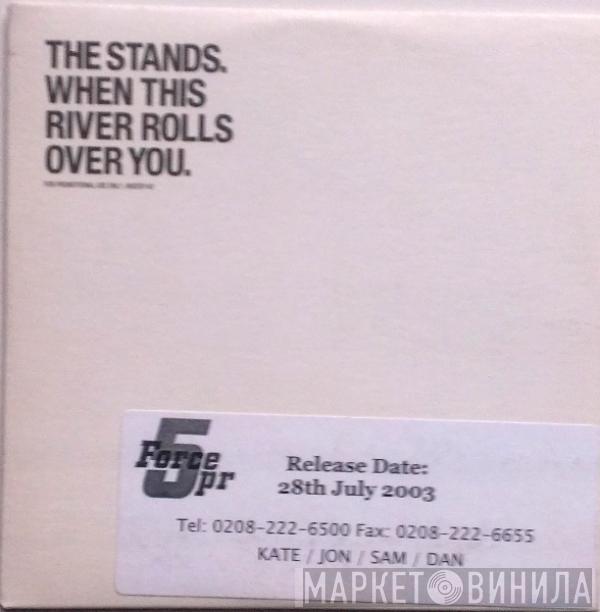 THE STANDS.
WHEN THIS
RIVER ROLLS
OVER YOU.
5
Force
pr
Release Date:
28th July 2003
Tel: 0208-222-6500 Fax: 0208-222-6655
KATE / JON / SAM / DAN
МАРКЕТ ВИНИЛА